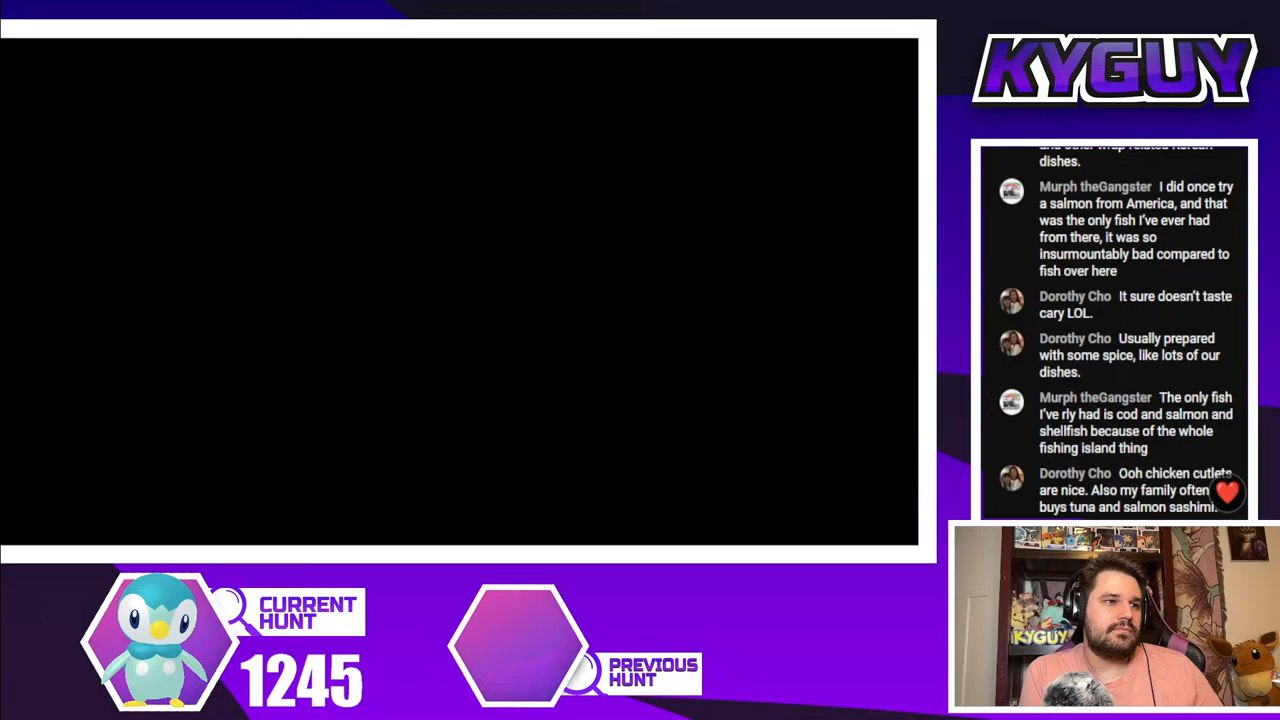 KYGUY
dishes.
Murph theGangster I did once try
a salmon from America, and that
was the only fish I've ever had
from there, it was so
insurmountably bad compared to
fish over here
Dorothy Cho It sure doesn't taste
cary LOL.
Dorothy Cho Usually prepared
with some spice, like lots of our
dishes.
Murph theGangster The only fish
I've rly had is cod and salmon and
shellfish because of the whole
fishing island thing
Dorothy Cho Ooh chicken cutlets
are nice. Also my family often
buys tuna and salmon sashimi.
KYGUY
CURRENT
HUNT
1245
PREVIOUS
HUNT